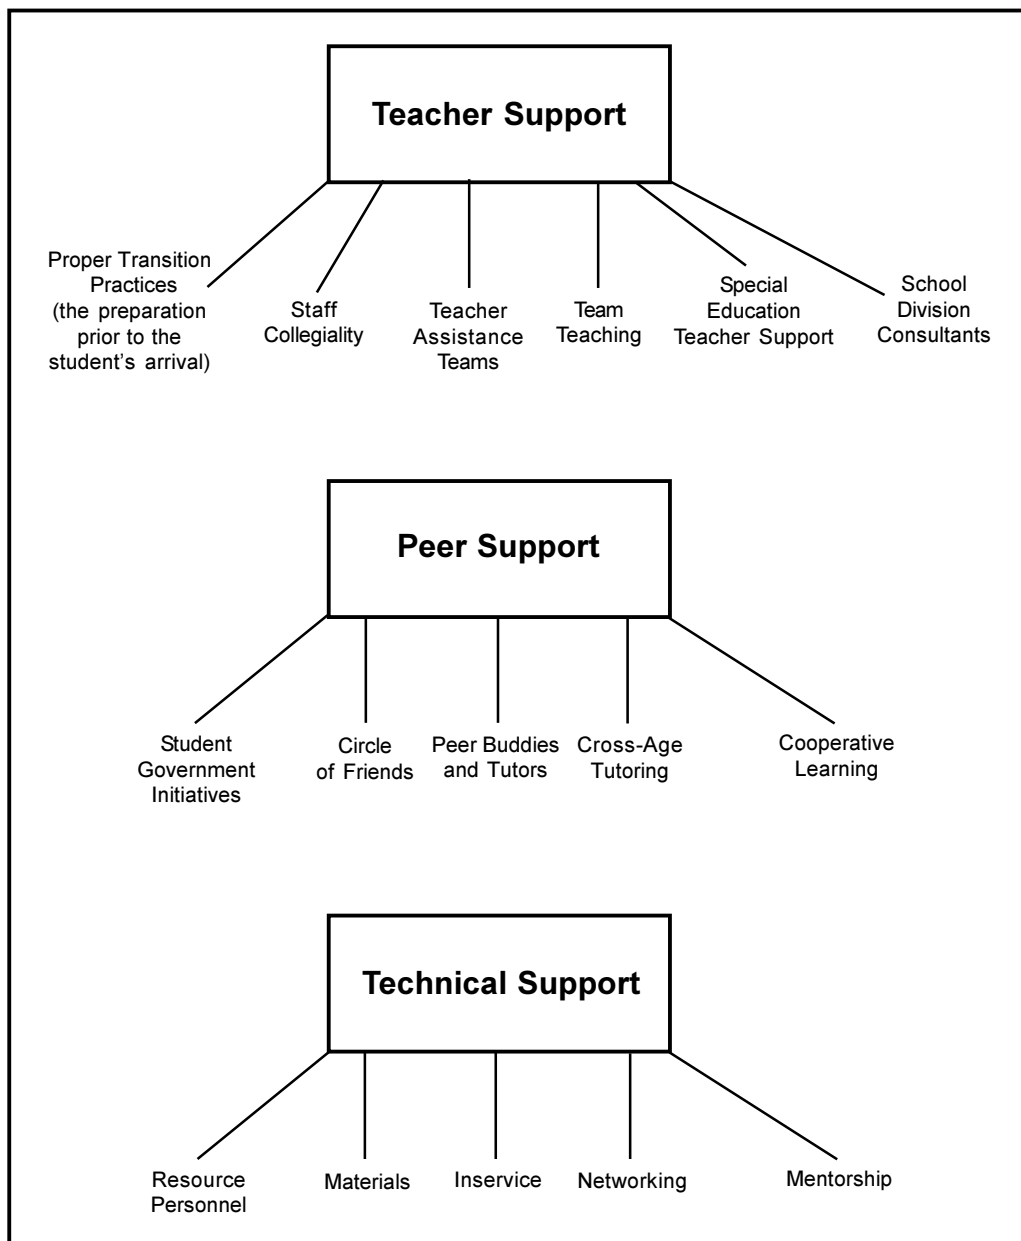 Teacher Support
Proper Transition
Practices
(the preparation
prior to the
student's arrival)
Staff
Collegiality
Teacher
Assistance
Teams
Team
Teaching
Special
Education
Teacher Support
School
Division
Consultants
Peer Support
Student
Government
Initiatives
Circle
of Friends
Peer Buddies
and Tutors
Cross-Age
Tutoring
Cooperative
Learning
Technical Support
Resource
Personnel
Materials
Inservice
Networking
Mentorship